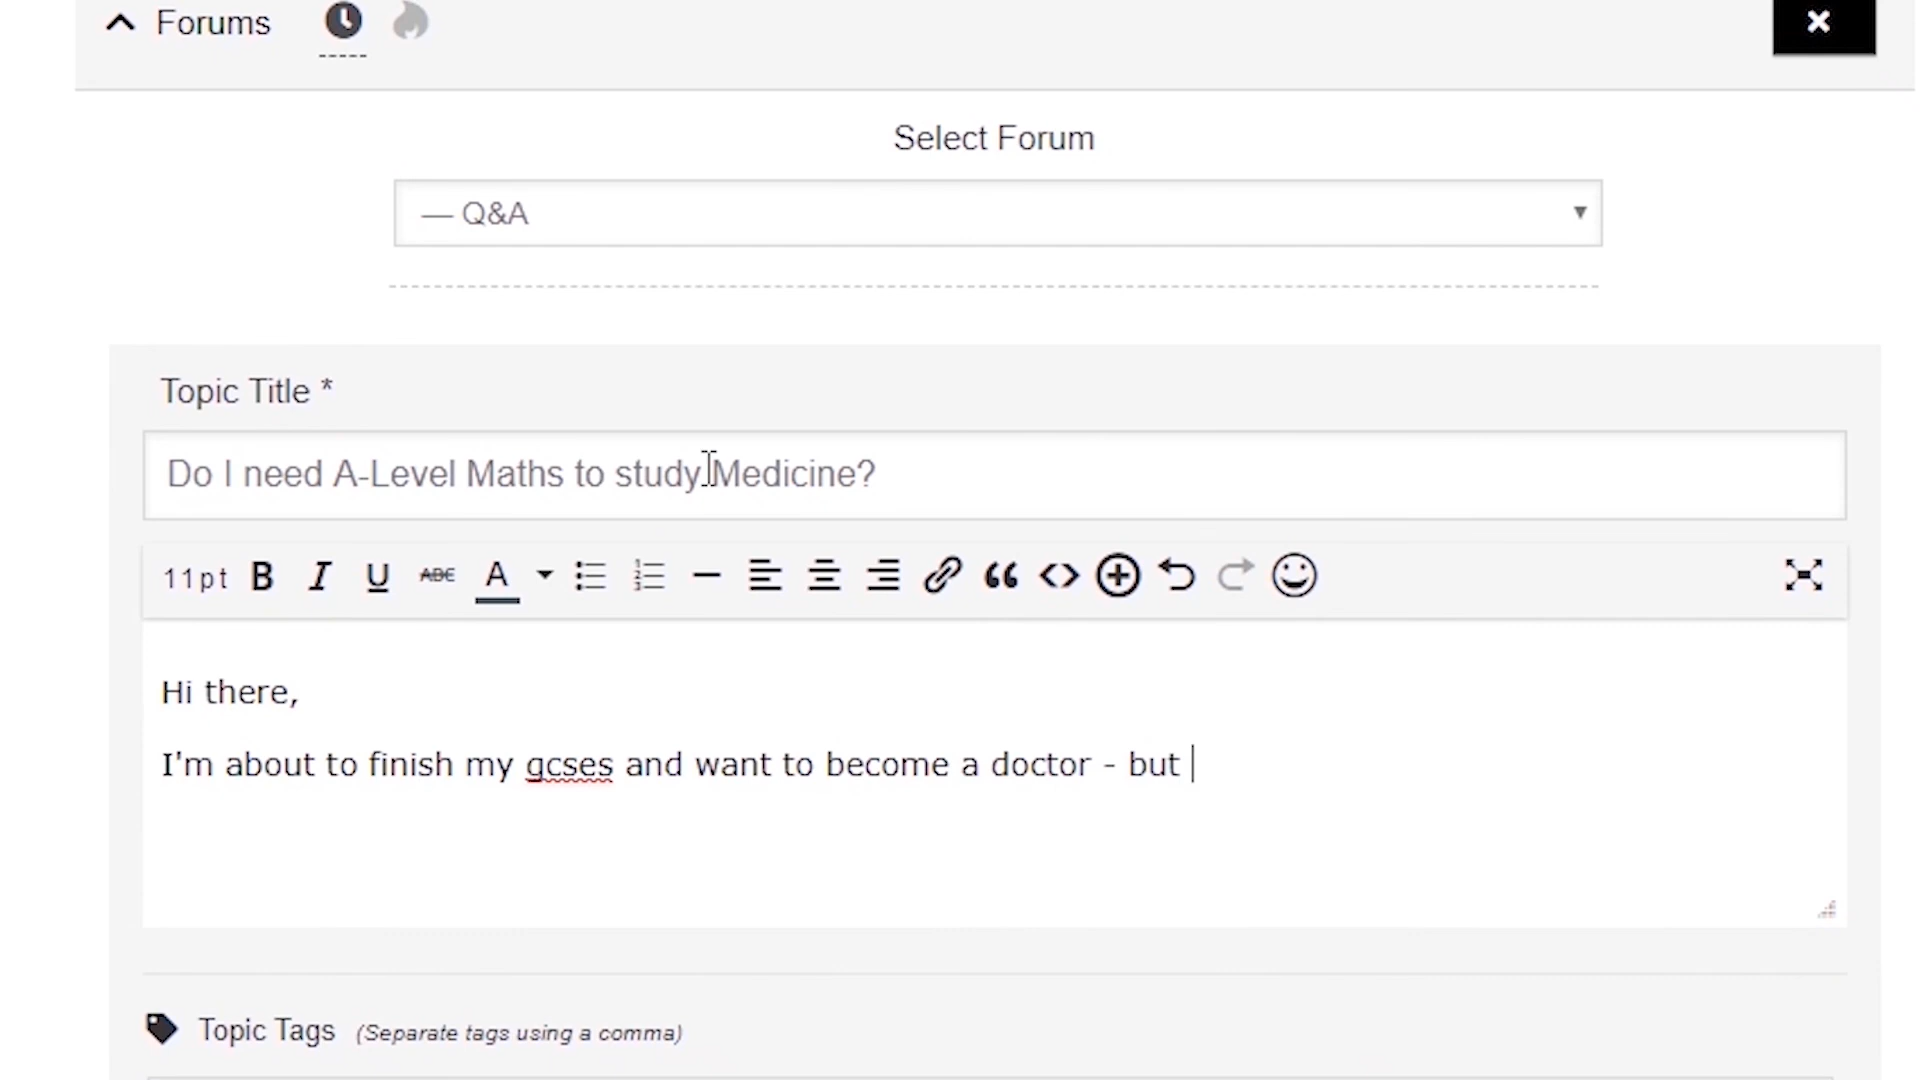 Forums
Select Forum
— Q&A
Topic Title *
Do I need A-Level Maths to study Medicine?
11pt B I U ABC A
Hi there,
I'm about to finish my gcses and want to become a doctor - but
Topic Tags (Separate tags using a comma)